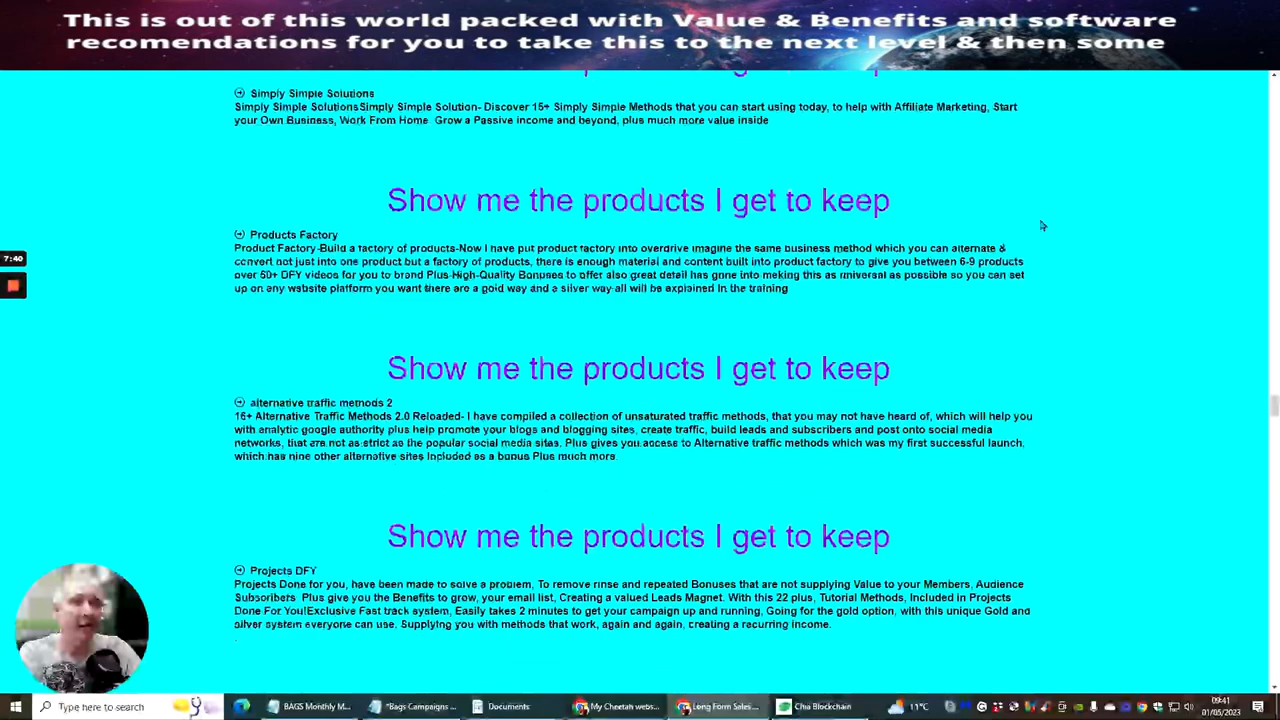 This is out of this world packed with Value & Benefits and software
recomendations for you to take this to the next level & then some
Simply Simple Solutions
Simply Simple SolutionsSimply Simple Solution- Discover 15+ Simply Simple Methods that you can start using today, to help with Affiliate Marketing, Start
your Own Business, Work From Home Grow a Passive income and beyond, plus much more value inside
Show me the products I get to keep
Products Factory
Product Factory-Build a factory of products-Now I have put product factory into overdrive imagine the same business method which you can alternate &
convert not just into one product but a factory of products, there is enough material and content built into product factory to give you between 6-9 products
over 50+ DFY videos for you to brand Plus High-Quality Bonuses to offer also great detail has gone into making this as universal as possible so you can set
up on any website platform you want there are a gold way and a silver way-all will be explained in the training
7:40
Show me the products I get to keep
alternative traffic methods 2
16+ Alternative Traffic Methods 2.0 Reloaded- I have compiled a collection of unsaturated traffic methods, that you may not have heard of, which will help you
with analytic google authority plus help promote your blogs and blogging sites, create traffic, build leads and subscribers and post onto social media
networks, that are not as strict as the popular social media sites. Plus gives you access to Alternative traffic methods which was my first successful launch,
which has nine other alternative sites Included as a bonus Plus much more.
Show me the products I get to keep
Projects DFY
Projects Done for you, have been made to solve a problem, To remove rinse and repeated Bonuses that are not supplying Value to your Members, Audience
Subscribers Plus give you the Benefits to grow, your email list, Creating a valued Leads Magnet. With this 22 plus, Tutorial Methods, Included in Projects
Done For You!Exclusive Fast track system, Easily takes 2 minutes to get your campaign up and running, Going for the gold option, with this unique Gold and
silver system everyone can use. Supplying you with methods that work, again and again, creating a recurring income.
Type here to search
BAGS Monthly M...
*Bags Campaigns ...
Documents
My Cheetah webs...
Long Form Sales ...
Chia Blockchain
11°C
09:41
01/05/2023